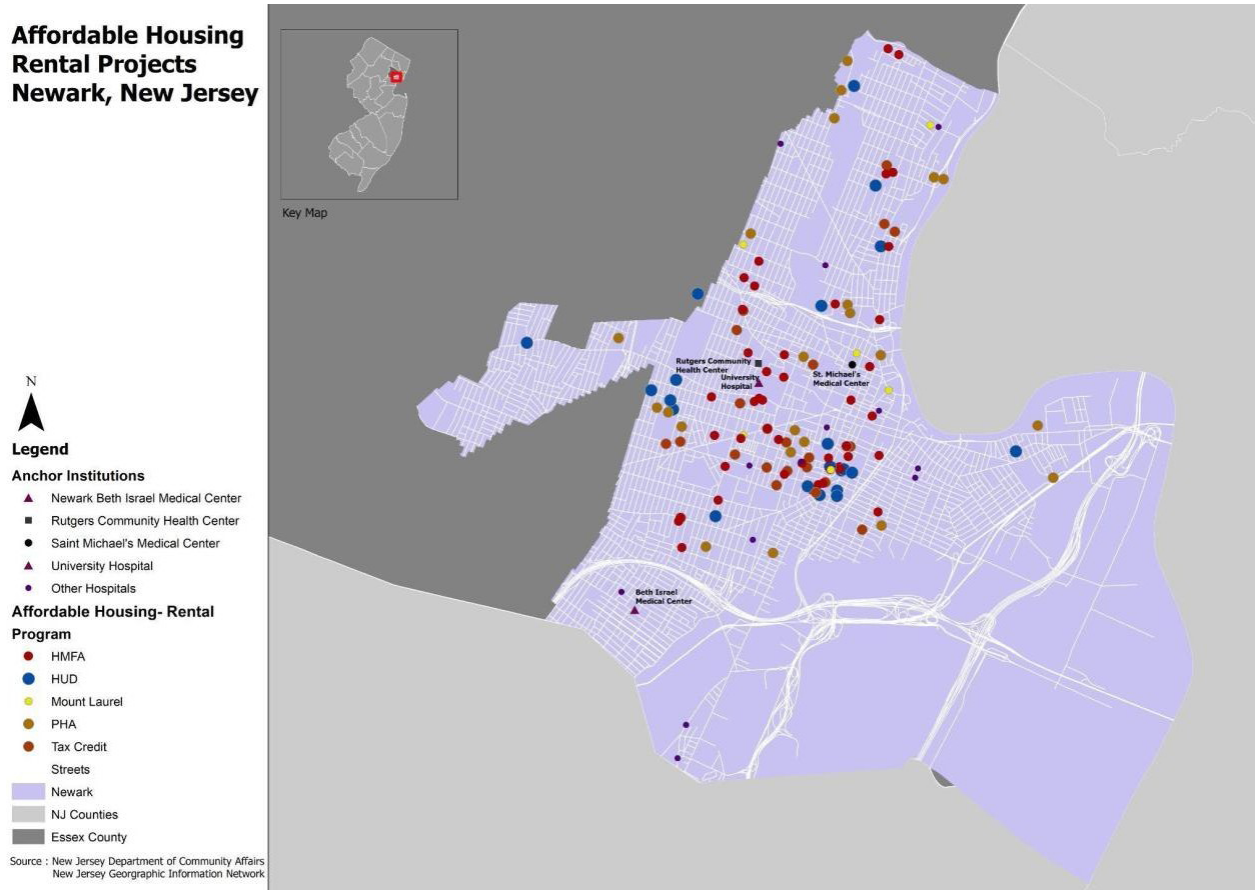 Affordable Housing
Rental Projects
Newark, New Jersey
Key Map
N
Legend
Anchor Institutions
Newark Beth Israel Medical Center
Rutgers Community Health Center
Saint Michael's Medical Center
University Hospital
Other Hospitals
Affordable Housing- Rental
Program
HMFA
HUD
Mount Laurel
PHA
Tax Credit
Streets
Newark
NJ Counties
Essex County
Source : New Jersey Department of Community Affairs
New Jersey Georgraphic Information Network
Rutgers Community
Health Center
University
Hospital
St. Michael's
Medical Center
Beth Israel
Medical Center